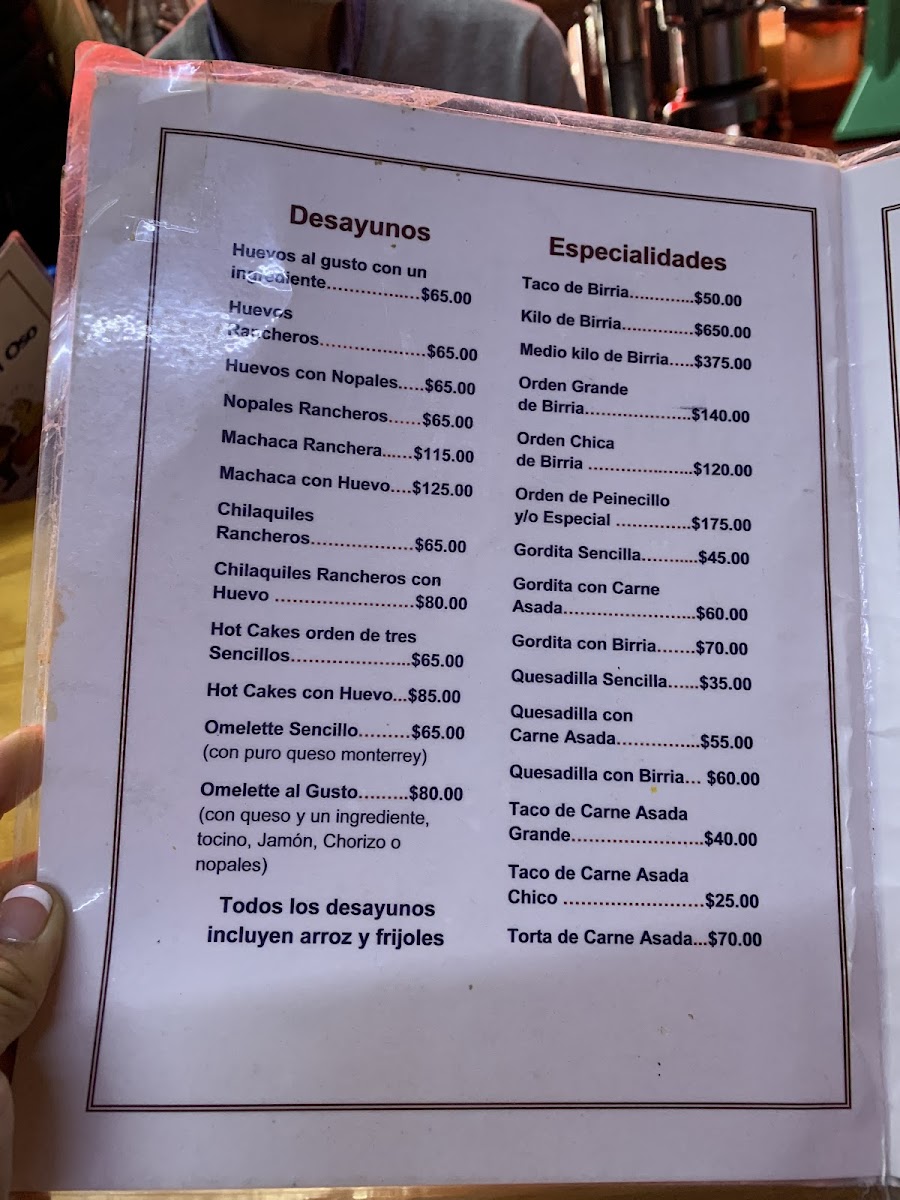 Oso
Desayunos
Huevos al gusto con un
ingrediente................$65.00
Huevos
Rancheros...................$65.00
Huevos con Nopales.....$65.00
Nopales Rancheros......$65.00
Machaca Ranchera......$115.00
Machaca con Huevo....$125.00
Chilaquiles
Rancheros..................$65.00
Chilaquiles Rancheros con
Huevo ........................$80.00
Hot Cakes orden de tres
Sencillos.....................$65.00
Hot Cakes con Huevo...$85.00
Omelette Sencillo.........$65.00
(con puro queso monterrey)
Omelette al Gusto.........$80.00
(con queso y un ingrediente,
tocino, Jamón, Chorizo o
nopales)
Todos los desayunos
incluyen arroz y frijoles
Especialidades
Taco de Birria............$50.00
Kilo de Birria.............$650.00
Medio kilo de Birria.....$375.00
Orden Grande
de Birria...................$140.00
Orden Chica
de Birria ...................$120.00
Orden de Peinecillo
y/o Especial .............$175.00
Gordita Sencilla..........$45.00
Gordita con Carne
Asada.......................$60.00
Gordita con Birria.......$70.00
Quesadilla Sencilla......$35.00
Quesadilla con
Carne Asada...............$55.00
Quesadilla con Birria... $60.00
Taco de Carne Asada
Grande.......................$40.00
Taco de Carne Asada
Chico ........................$25.00
Torta de Carne Asada...$70.00